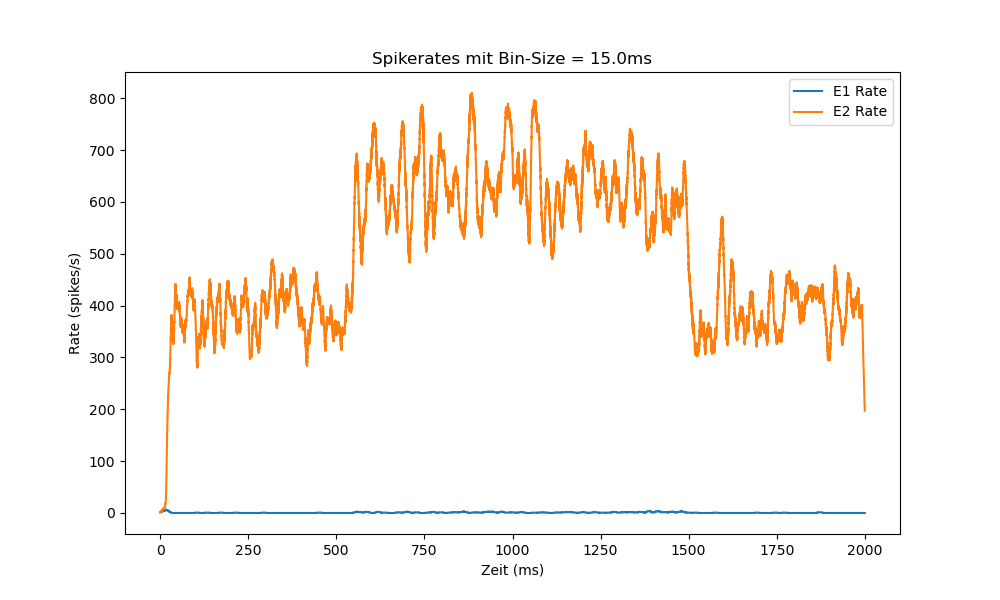 Spikerates mit Bin-Size = 15.0ms
E1 Rate
E2 Rate
800
700
600
500
400
300
200
100
0
Rate (spikes/s)
0 250 500 750 1000 1250 1500 1750 2000
Zeit (ms)